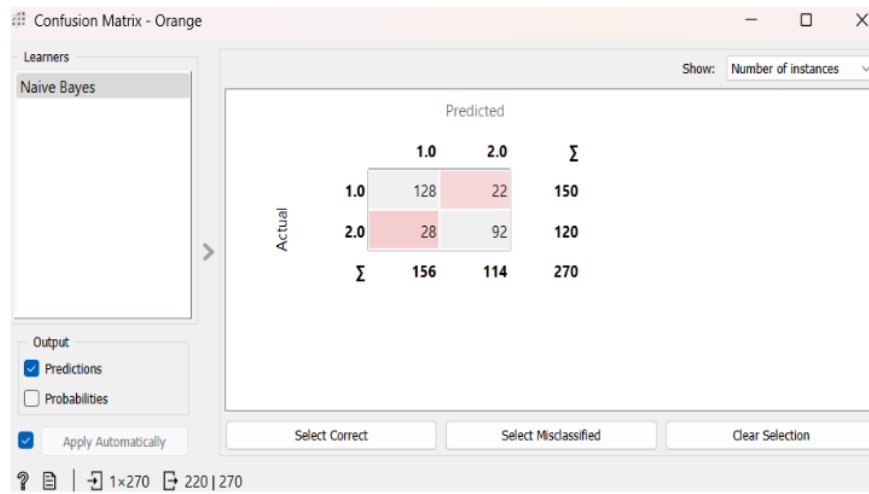 Confusion Matrix - Orange
Learners
Naive Bayes
Show: Number of instances
Predicted
1.0 2.0 Σ
1.0 128 22 150
Actual
2.0 28 92 120
Σ 156 114 270
Output
Predictions
Probabilities
Apply Automatically
Select Correct Select Misclassified Clear Selection
? 1×270 220 | 270